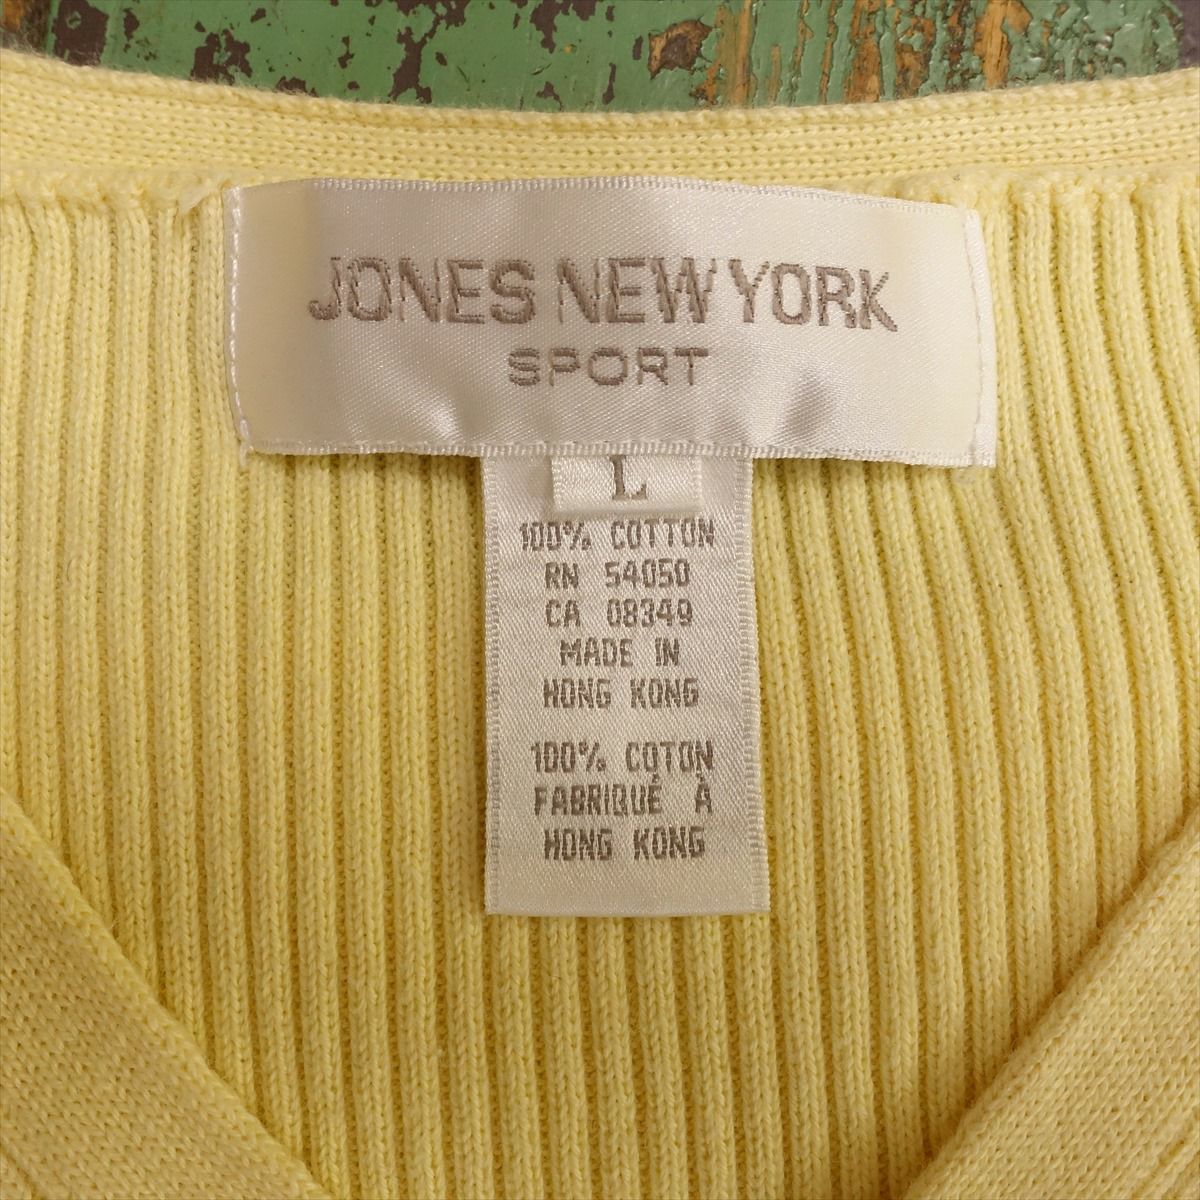 JONES NEW YORK
SPORT
L
100% COTTON
RN 54050
CA 08349
MADE IN
HONG KONG
100% COTON
FABRIQUÉ À
HONG KONG